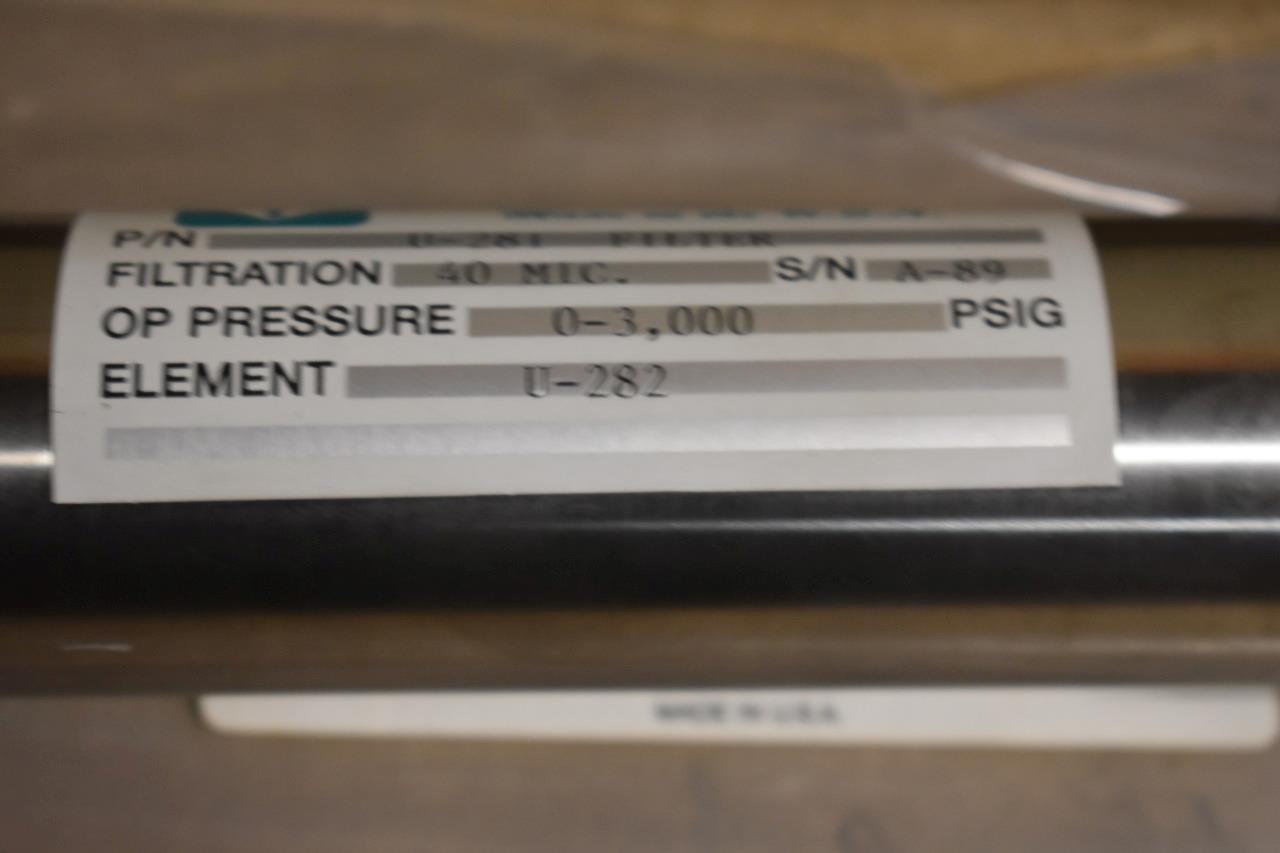 P/N U-281 FILTER
FILTRATION 40 MIC. S/N A-89
OP PRESSURE 0-3,000 PSIG
ELEMENT U-282
MADE IN U.S.A.